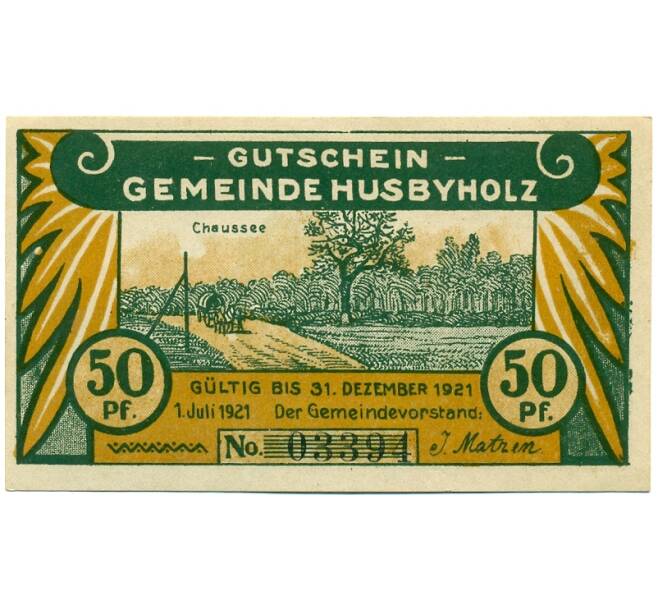 – GUTSCHEIN –
GEMEINDE HUSBYHOLZ
Chaussee
50 Pf.
GÜLTIG BIS 31. DEZEMBER 1921
1. Juli 1921 Der Gemeindevorstand:
No. 03394 J. Matzen
50 Pf.